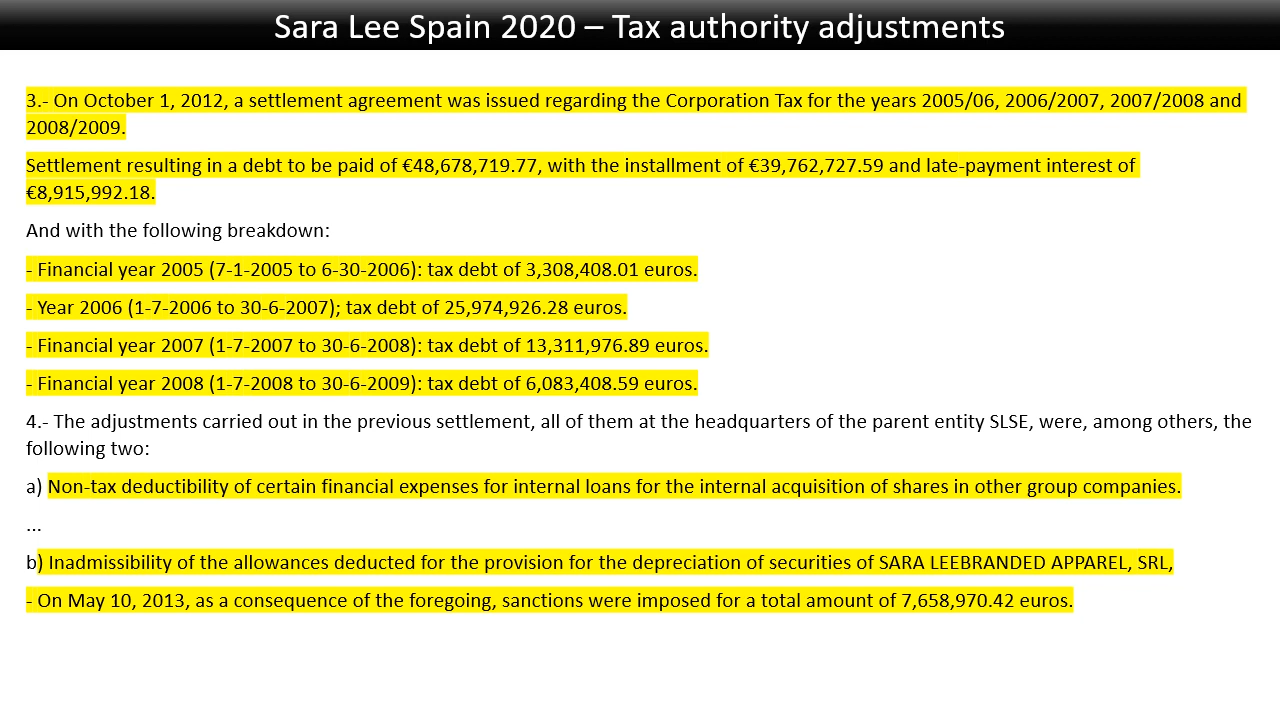 Sara Lee Spain 2020 – Tax authority adjustments
3.- On October 1, 2012, a settlement agreement was issued regarding the Corporation Tax for the years 2005/06, 2006/2007, 2007/2008 and
2008/2009.
Settlement resulting in a debt to be paid of €48,678,719.77, with the installment of €39,762,727.59 and late-payment interest of
€8,915,992.18.
And with the following breakdown:
- Financial year 2005 (7-1-2005 to 6-30-2006): tax debt of 3,308,408.01 euros.
- Year 2006 (1-7-2006 to 30-6-2007); tax debt of 25,974,926.28 euros.
- Financial year 2007 (1-7-2007 to 30-6-2008): tax debt of 13,311,976.89 euros.
- Financial year 2008 (1-7-2008 to 30-6-2009): tax debt of 6,083,408.59 euros.
4.- The adjustments carried out in the previous settlement, all of them at the headquarters of the parent entity SLSE, were, among others, the
following two:
a) Non-tax deductibility of certain financial expenses for internal loans for the internal acquisition of shares in other group companies.
...
b) Inadmissibility of the allowances deducted for the provision for the depreciation of securities of SARA LEEBRANDED APPAREL, SRL,
- On May 10, 2013, as a consequence of the foregoing, sanctions were imposed for a total amount of 7,658,970.42 euros.